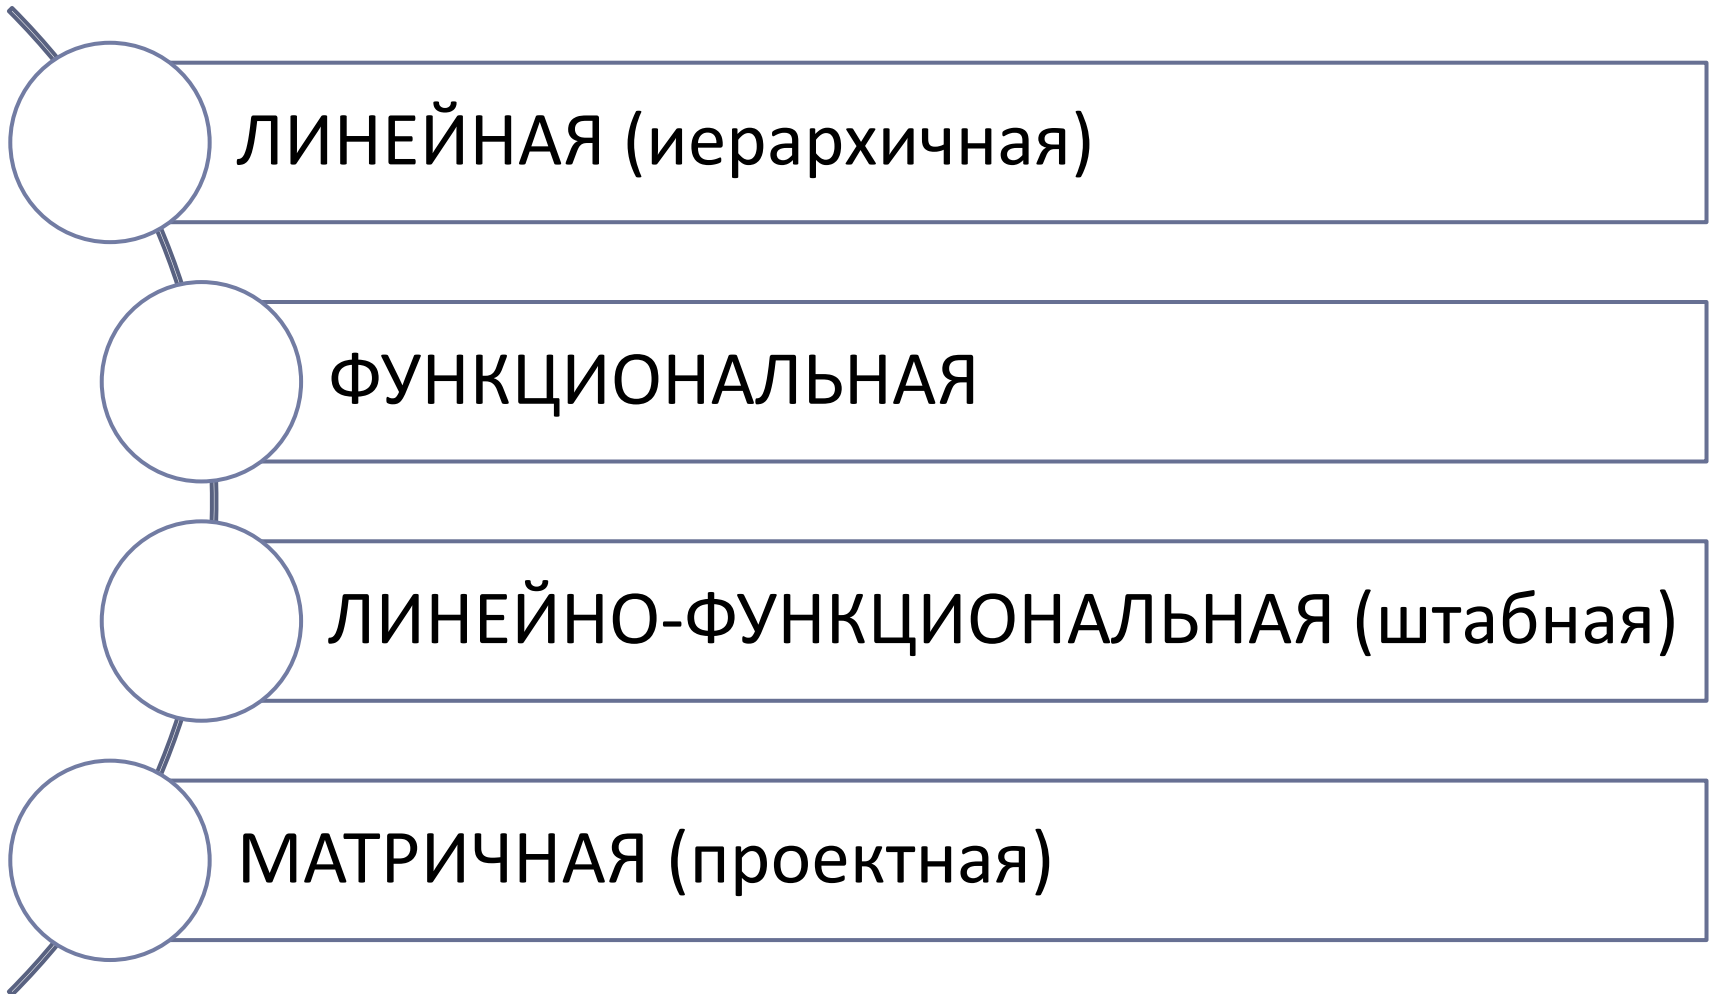 ЛИНЕЙНАЯ (иерархичная)
ФУНКЦИОНАЛЬНАЯ
ЛИНЕЙНО-ФУНКЦИОНАЛЬНАЯ (штабная)
МАТРИЧНАЯ (проектная)